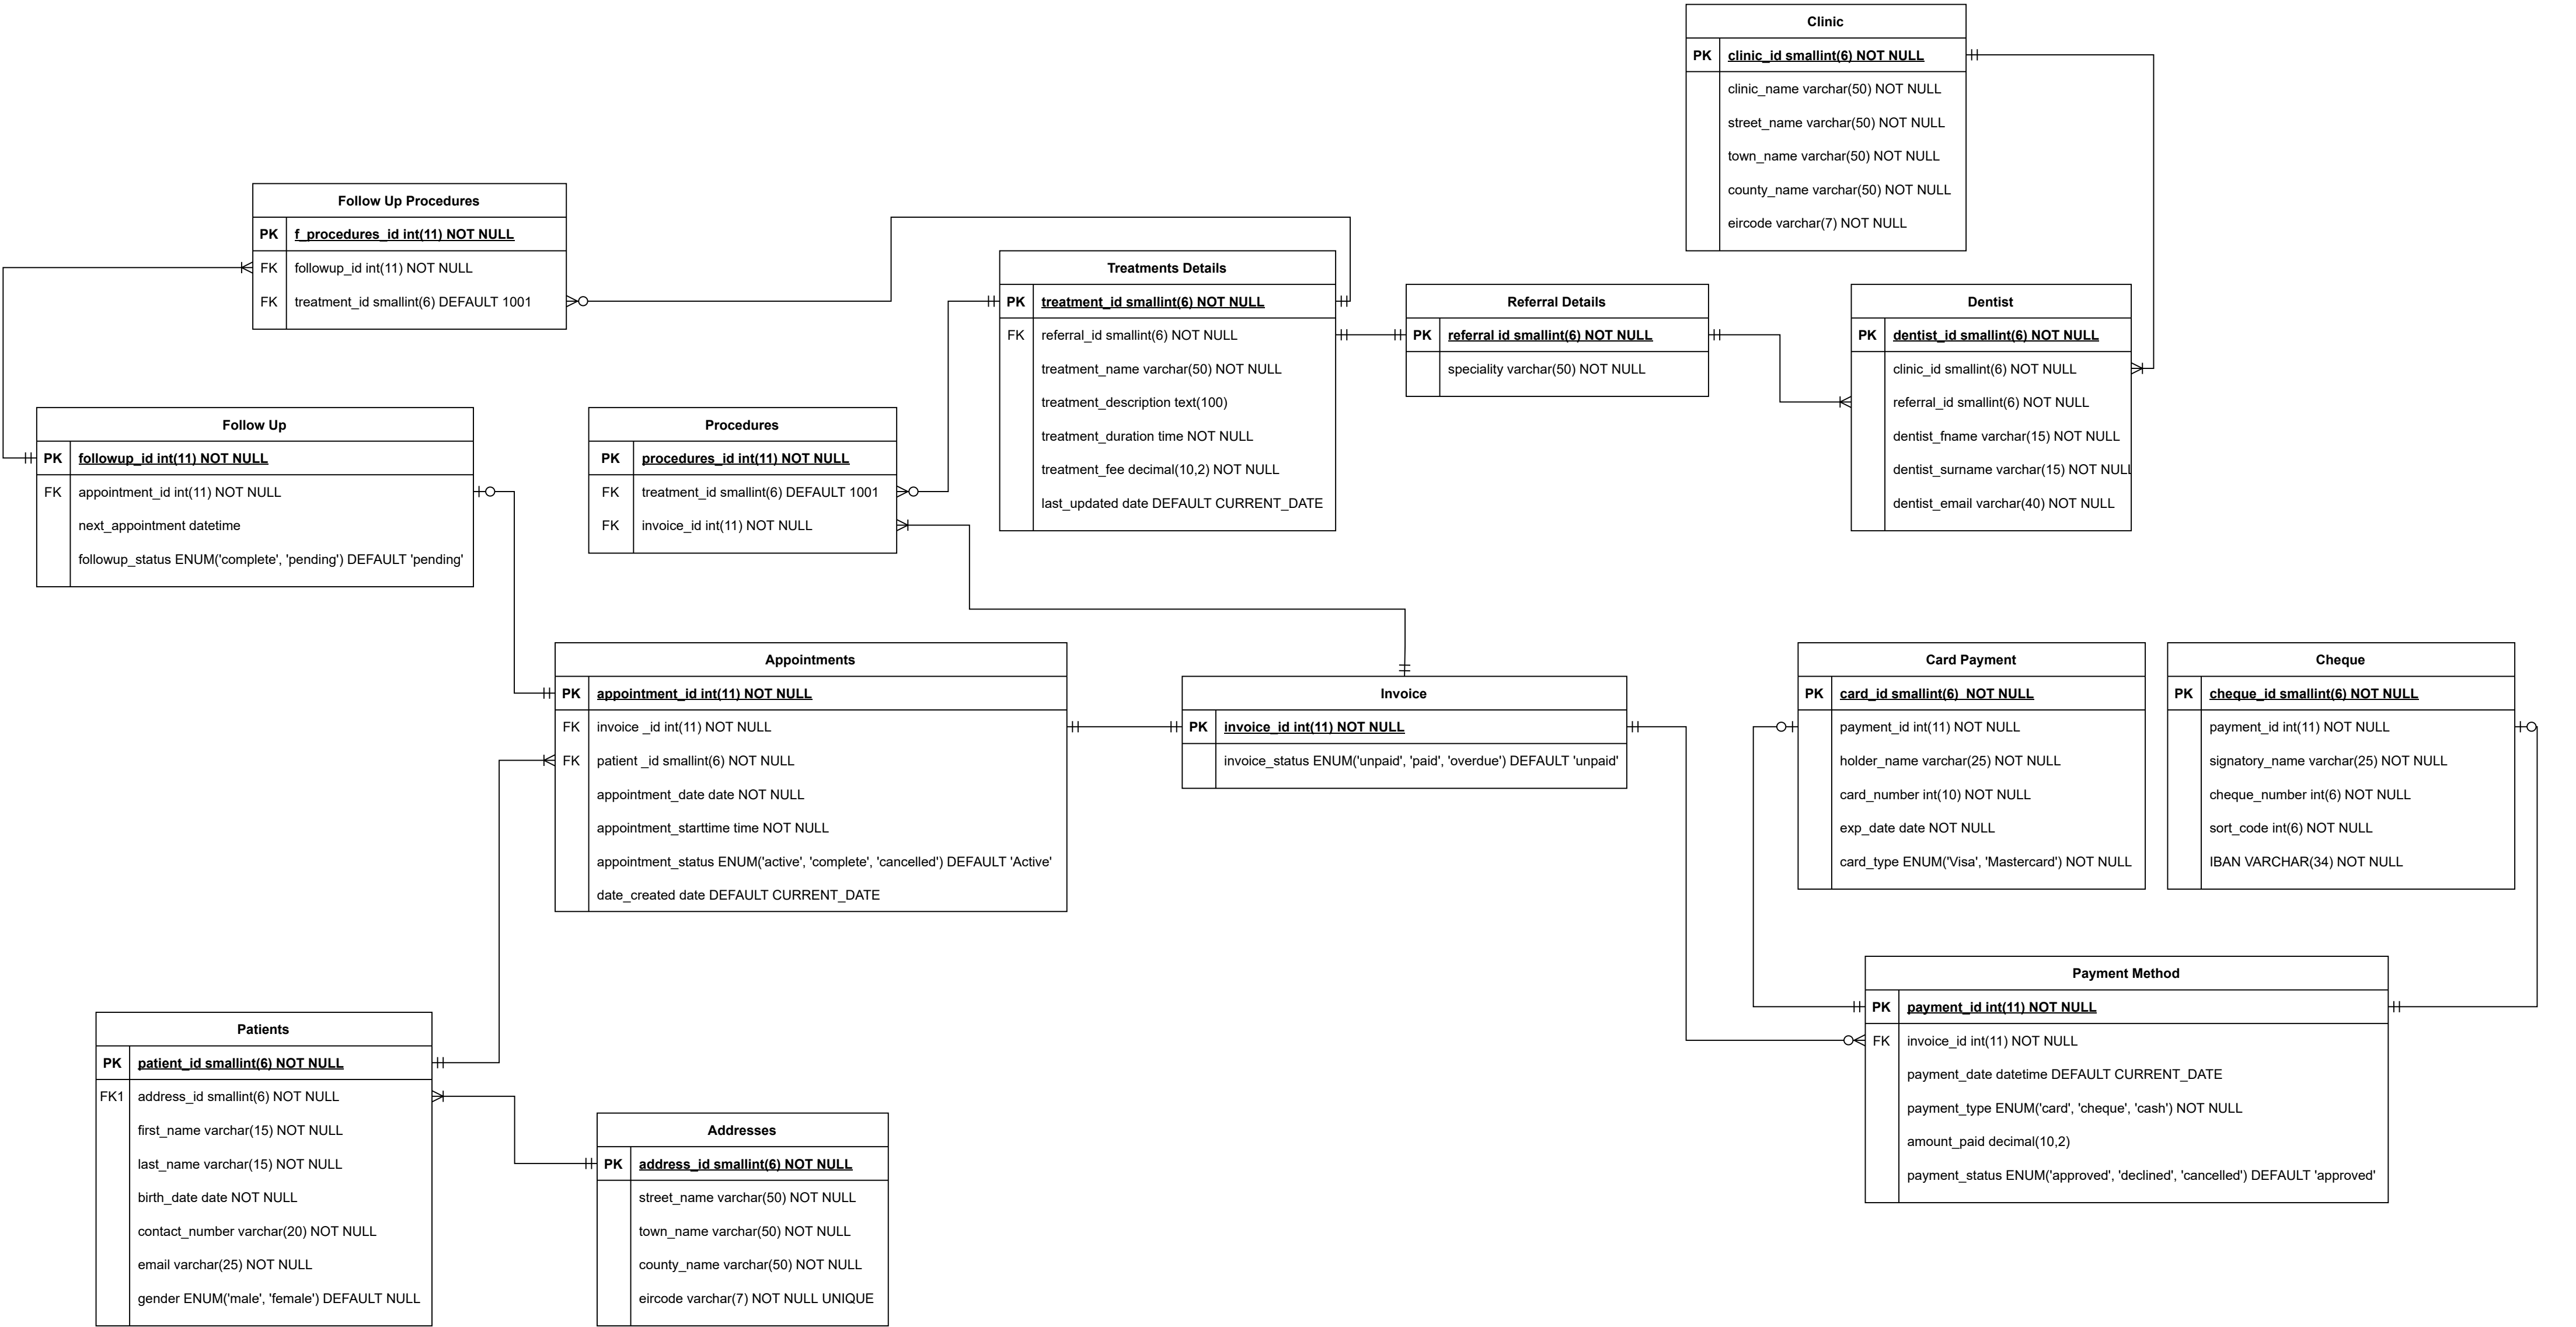 Clinic
PK clinic_id smallint(6) NOT NULL
clinic_name varchar(50) NOT NULL
street_name varchar(50) NOT NULL
town_name varchar(50) NOT NULL
county_name varchar(50) NOT NULL
eircode varchar(7) NOT NULL
Follow Up Procedures
PK f_procedures_id int(11) NOT NULL
FK followup_id int(11) NOT NULL
FK treatment_id smallint(6) DEFAULT 1001
Treatments Details
PK treatment_id smallint(6) NOT NULL
FK referral_id smallint(6) NOT NULL
treatment_name varchar(50) NOT NULL
treatment_description text(100)
treatment_duration time NOT NULL
treatment_fee decimal(10,2) NOT NULL
last_updated date DEFAULT CURRENT_DATE
Referral Details
PK referral id smallint(6) NOT NULL
speciality varchar(50) NOT NULL
Dentist
PK dentist_id smallint(6) NOT NULL
clinic_id smallint(6) NOT NULL
referral_id smallint(6) NOT NULL
dentist_fname varchar(15) NOT NULL
dentist_surname varchar(15) NOT NULL
dentist_email varchar(40) NOT NULL
Follow Up
PK followup_id int(11) NOT NULL
FK appointment_id int(11) NOT NULL
next_appointment datetime
followup_status ENUM('complete', 'pending') DEFAULT 'pending'
Procedures
PK procedures_id int(11) NOT NULL
FK treatment_id smallint(6) DEFAULT 1001
FK invoice_id int(11) NOT NULL
Appointments
PK appointment_id int(11) NOT NULL
FK invoice _id int(11) NOT NULL
FK patient _id smallint(6) NOT NULL
appointment_date date NOT NULL
appointment_starttime time NOT NULL
appointment_status ENUM('active', 'complete', 'cancelled') DEFAULT 'Active'
date_created date DEFAULT CURRENT_DATE
Invoice
PK invoice_id int(11) NOT NULL
invoice_status ENUM('unpaid', 'paid', 'overdue') DEFAULT 'unpaid'
Card Payment
PK card_id smallint(6) NOT NULL
payment_id int(11) NOT NULL
holder_name varchar(25) NOT NULL
card_number int(10) NOT NULL
exp_date date NOT NULL
card_type ENUM('Visa', 'Mastercard') NOT NULL
Cheque
PK cheque_id smallint(6) NOT NULL
payment_id int(11) NOT NULL
signatory_name varchar(25) NOT NULL
cheque_number int(6) NOT NULL
sort_code int(6) NOT NULL
IBAN VARCHAR(34) NOT NULL
Payment Method
PK payment_id int(11) NOT NULL
FK invoice_id int(11) NOT NULL
payment_date datetime DEFAULT CURRENT_DATE
payment_type ENUM('card', 'cheque', 'cash') NOT NULL
amount_paid decimal(10,2)
payment_status ENUM('approved', 'declined', 'cancelled') DEFAULT 'approved'
Patients
PK patient_id smallint(6) NOT NULL
FK1 address_id smallint(6) NOT NULL
first_name varchar(15) NOT NULL
last_name varchar(15) NOT NULL
birth_date date NOT NULL
contact_number varchar(20) NOT NULL
email varchar(25) NOT NULL
gender ENUM('male', 'female') DEFAULT NULL
Addresses
PK address_id smallint(6) NOT NULL
street_name varchar(50) NOT NULL
town_name varchar(50) NOT NULL
county_name varchar(50) NOT NULL
eircode varchar(7) NOT NULL UNIQUE